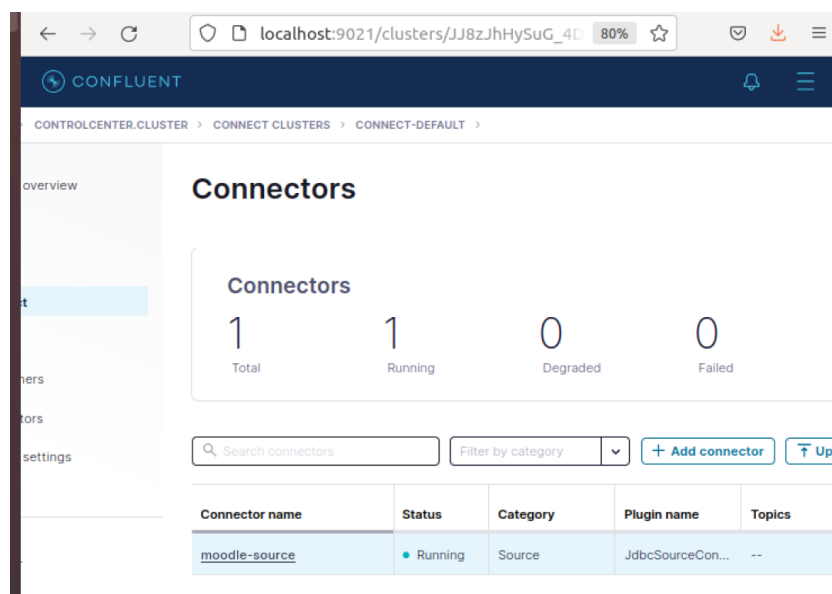 localhost:9021/clusters/JJ8zJhHySuG_4D 80%
CONFLUENT
CONTROLCENTER.CLUSTER > CONNECT CLUSTERS > CONNECT-DEFAULT >
overview
Connectors
Connectors
1 1 0 0
Total Running Degraded Failed
ners
tors
settings
Search connectors Filter by category + Add connector Up
Connector name Status Category Plugin name Topics
moodle-source Running Source JdbcSourceCon... --